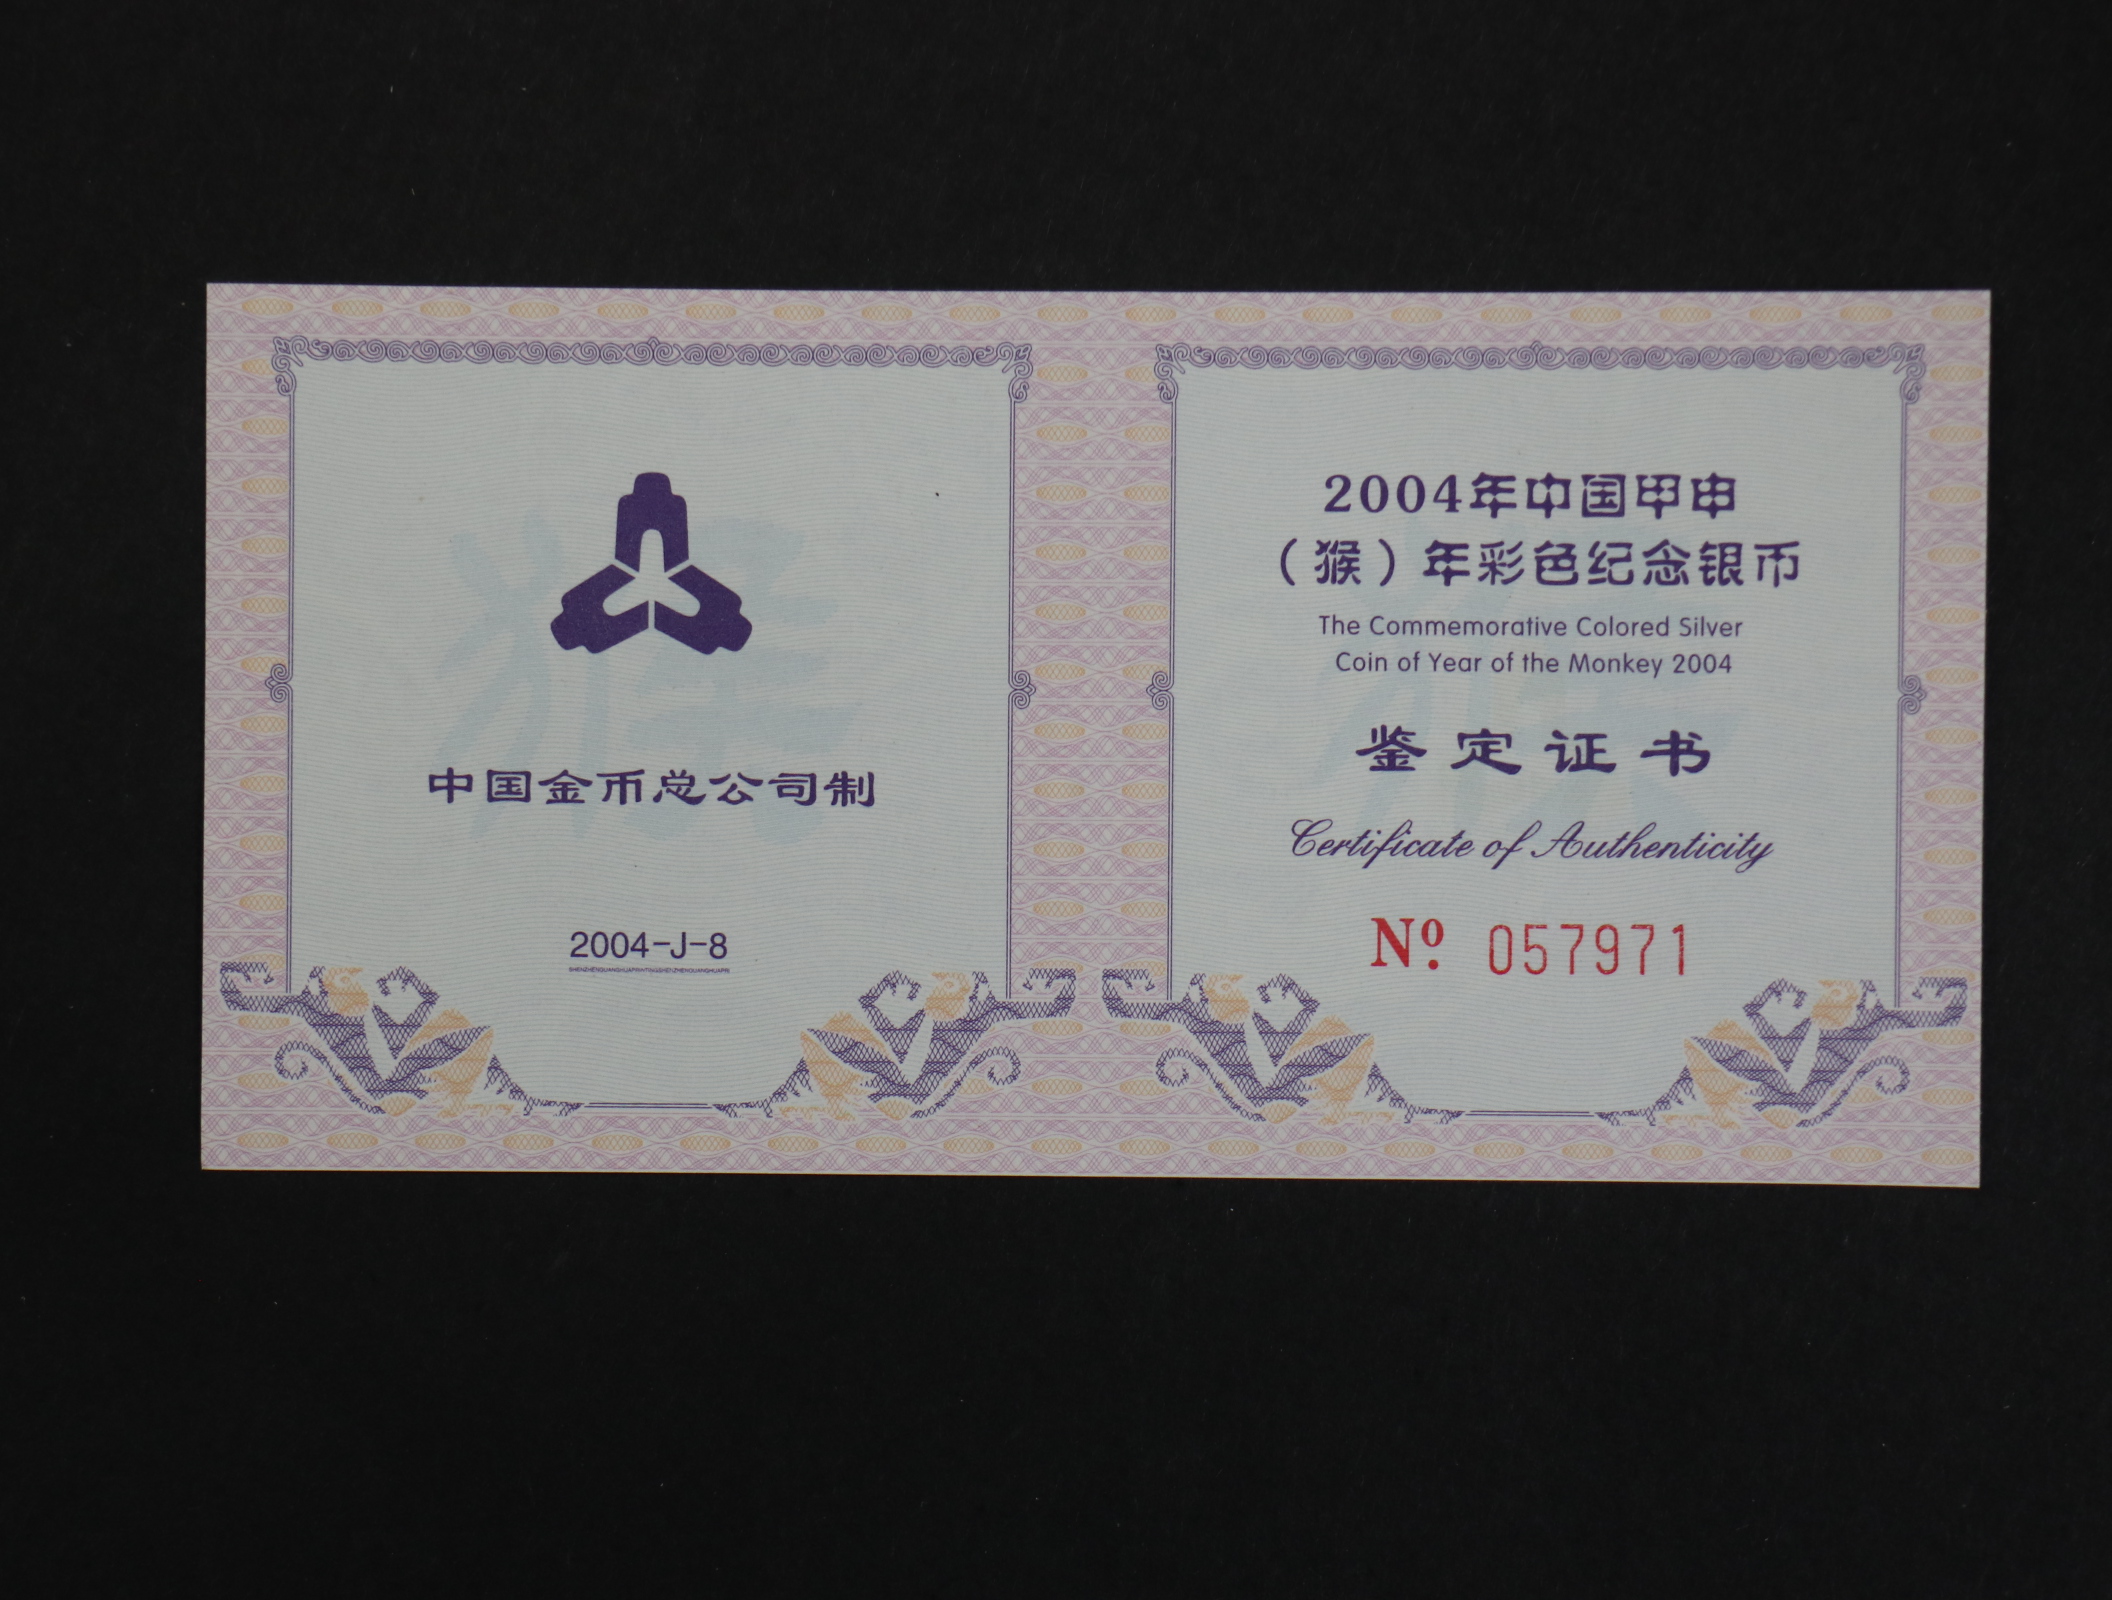 中国金币总公司制
2004-J-8
2004年中国甲申
（猴）年彩色纪念银币
The Commemorative Colored Silver
Coin of Year of the Monkey 2004
鉴定证书
Certificate of Authenticity
Nº. 057971